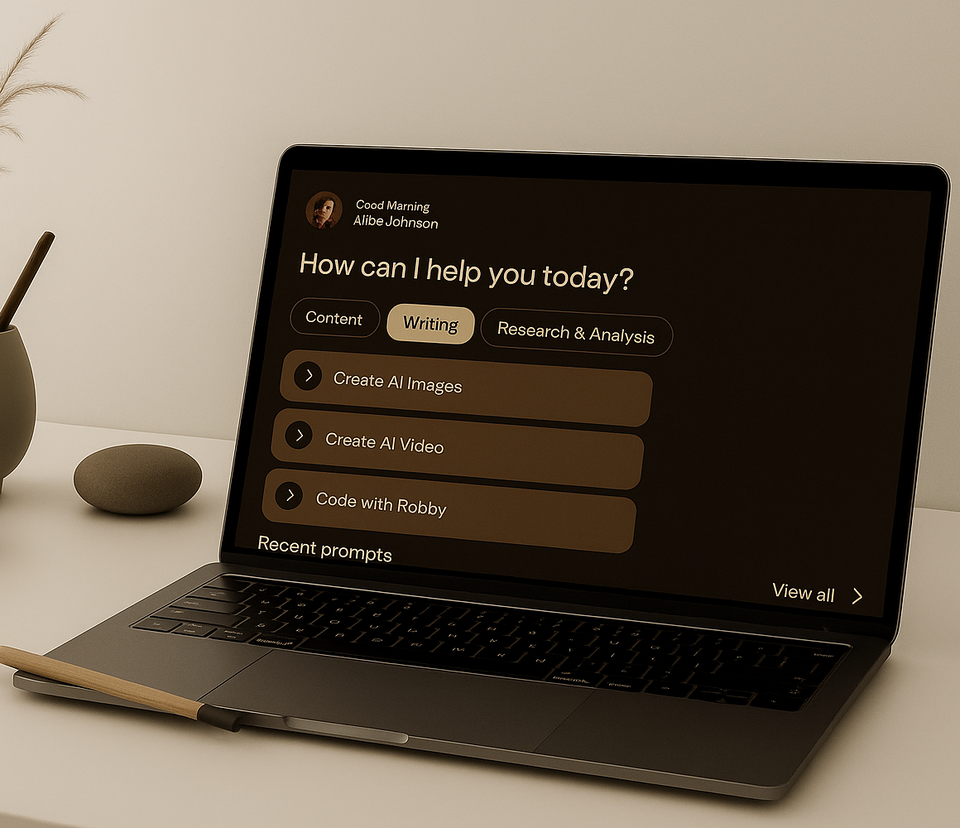 Cood Marning
Alibe Johnson
How can I help you today?
Content
Writing
Research & Analysis
Create AI Images
Create AI Video
Code with Robby
Recent prompts
View all